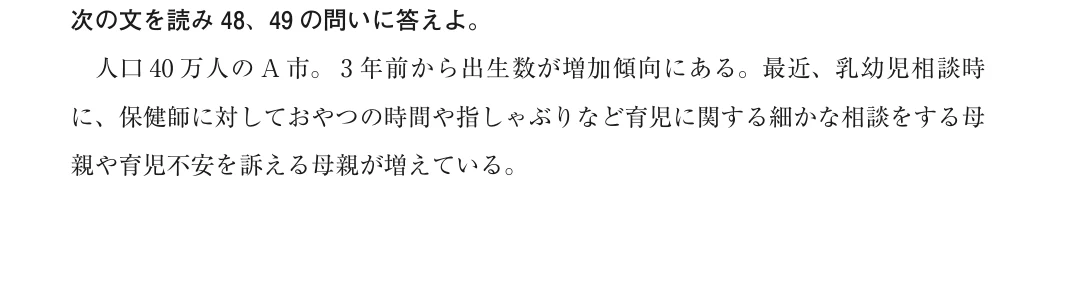 次の文を読み 48、49 の問いに答えよ。
人口 40 万人の A 市。 3 年前から出生数が増加傾向にある。最近、乳幼児相談時
に、保健師に対しておやつの時間や指しゃぶりなど育児に関する細かな相談をする母
親や育児不安を訴える母親が増えている。